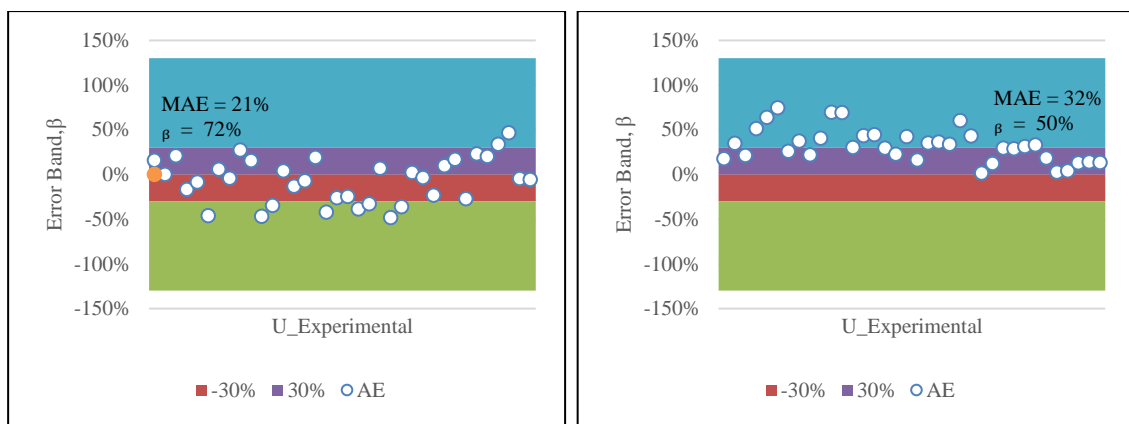 150%
100%
50%
0%
-50%
-100%
-150%
Error Band,β
MAE = 21%
β = 72%
U_Experimental
-30% 30% AE
150%
100%
50%
0%
-50%
-100%
-150%
Error Band, β
MAE = 32%
β = 50%
U_Experimental
-30% 30% AE